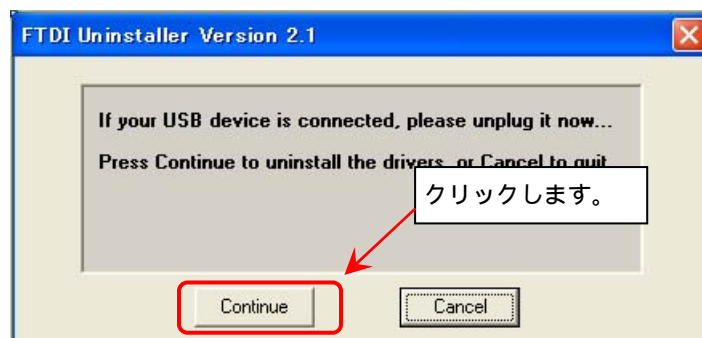 FTDI Uninstaller Version 2.1
If your USB device is connected, please unplug it now...
Press Continue to uninstall the drivers, or Cancel to quit
クリックします。
Continue
Cancel